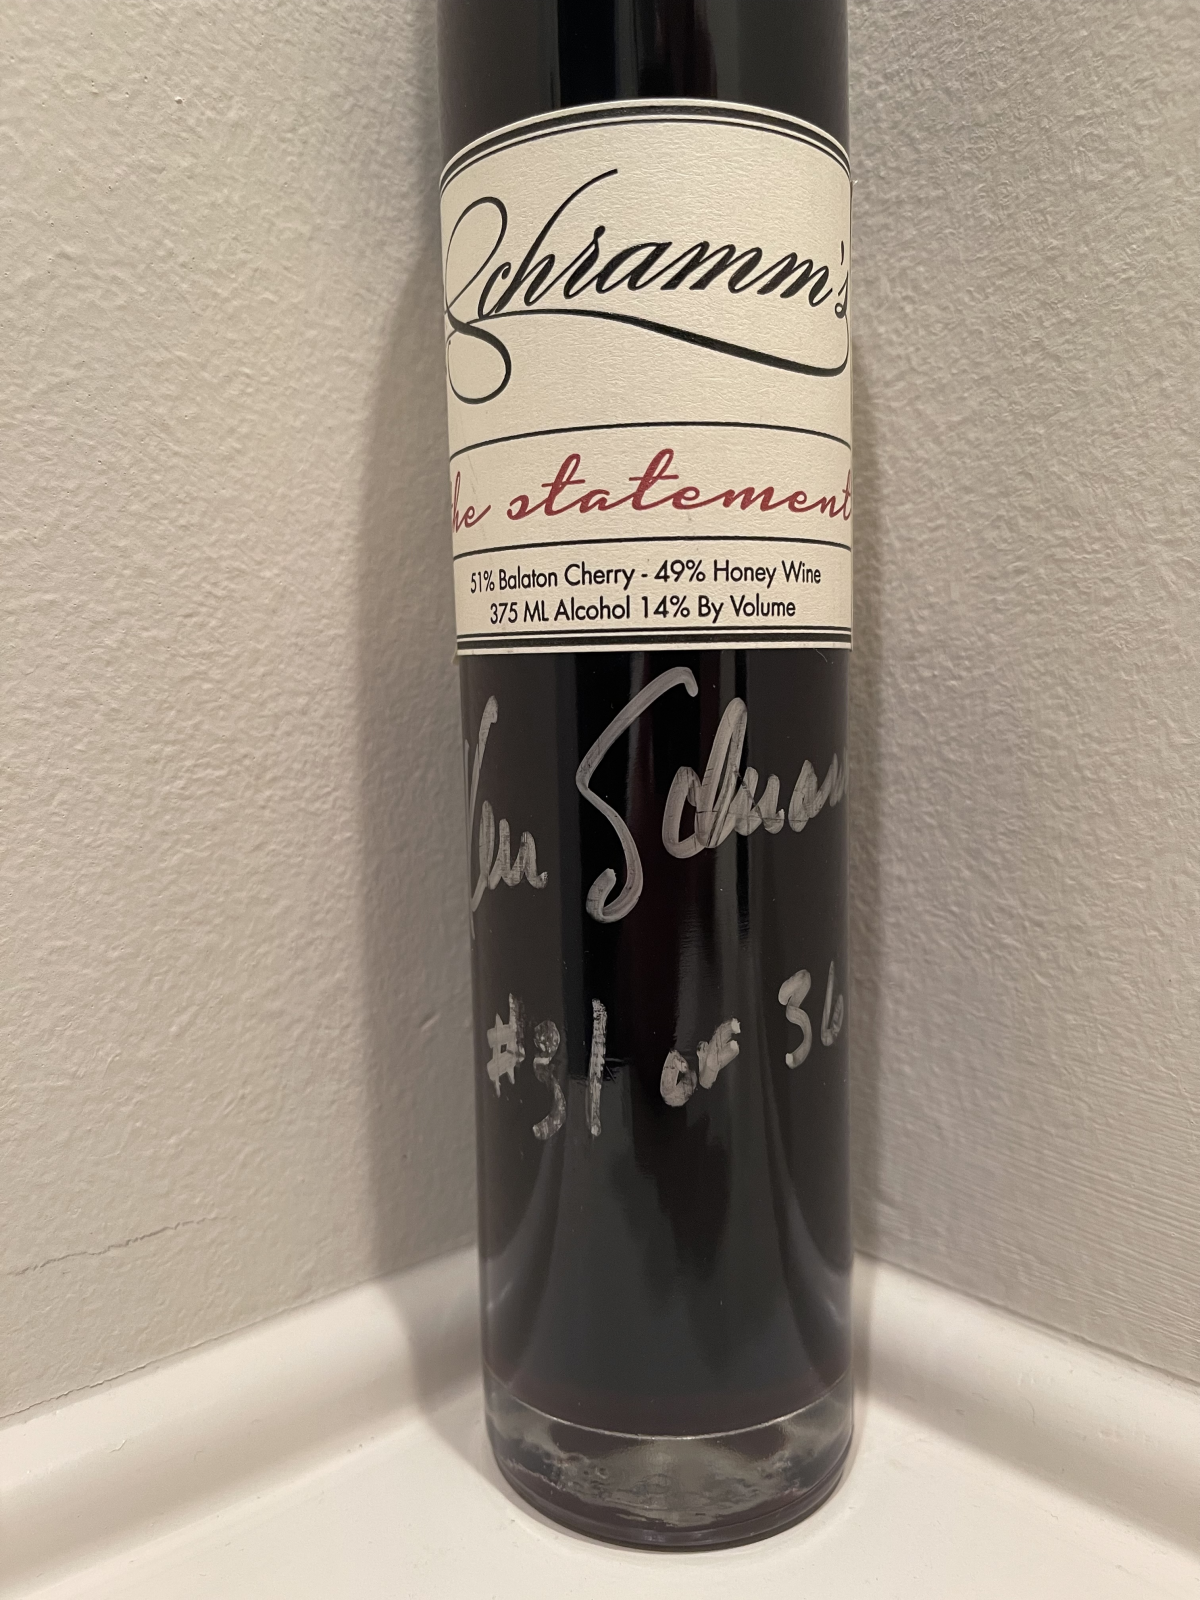 Schramm's
he statement
51% Balaton Cherry - 49% Honey Wine
375 ML Alcohol 14% By Volume
Ken Schram
#31 of 36